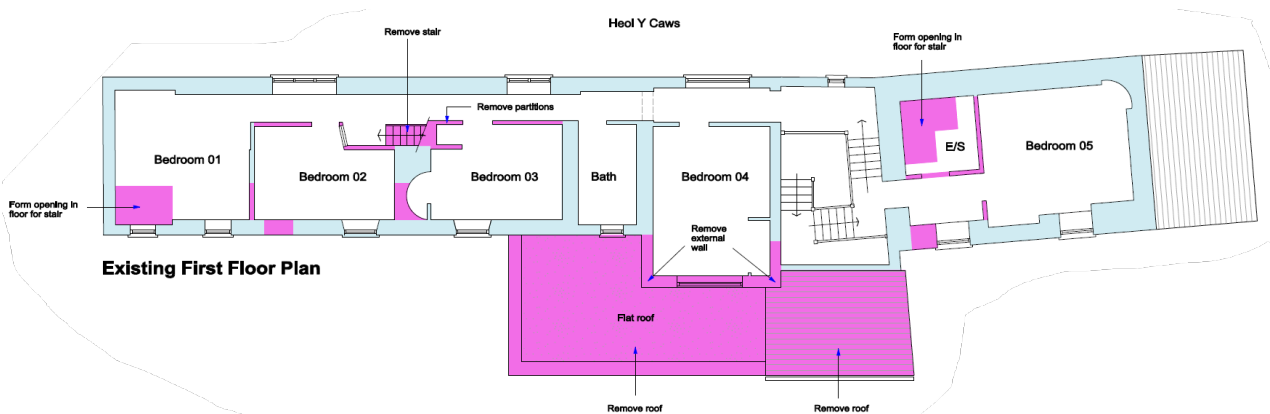 Heol Y Caws
Remove stair
Form opening in
floor for stair
Remove partitions
Bedroom 01
Bedroom 02
Bedroom 03
Bath
Bedroom 04
E/S
Bedroom 05
Form opening in
floor for stair
Remove
external
wall
Existing First Floor Plan
Flat roof
Remove roof
Remove roof